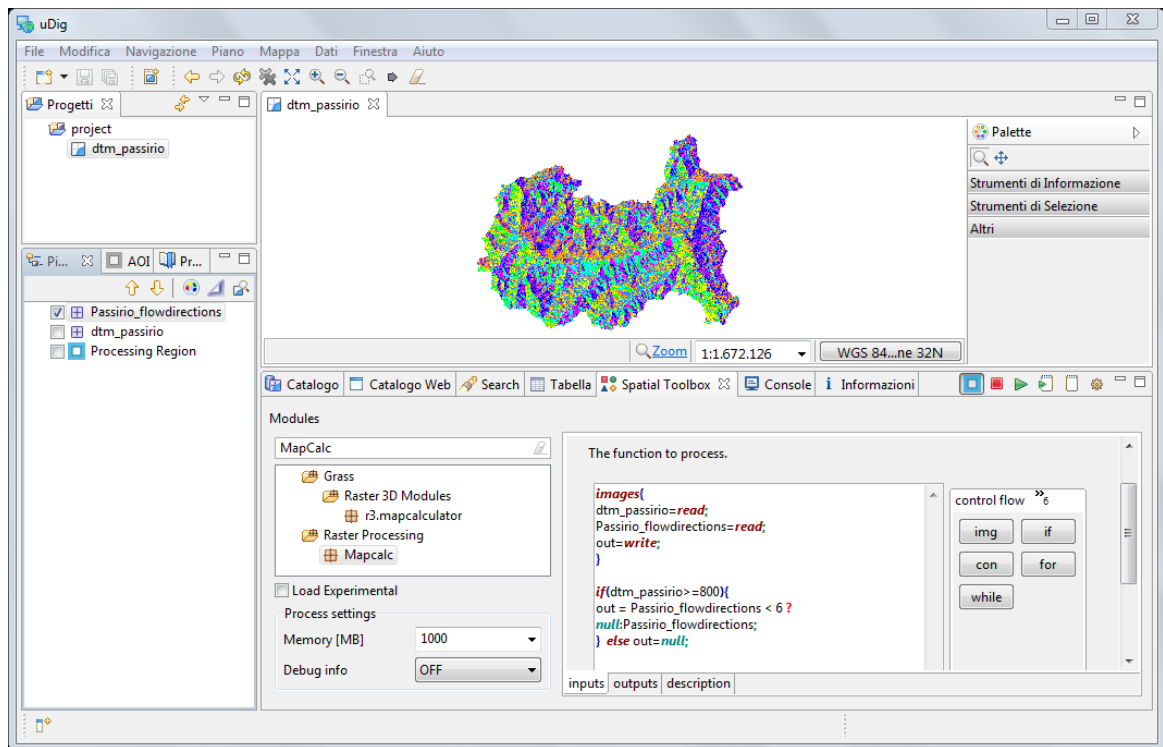 uDig
File Modifica Navigazione Piano Mappa Dati Finestra Aiuto
Progetti
project
dtm_passirio
dtm_passirio
Palette
Strumenti di Informazione
Strumenti di Selezione
Altri
Pi... AOI Pr...
Passirio_flowdirections
dtm_passirio
Processing Region
Zoom 1:1.672.126 WGS 84...ne 32N
Catalogo Catalogo Web Search Tabella Spatial Toolbox Console Informazioni
Modules
MapCalc
Grass
Raster 3D Modules
r3.mapcalculator
Raster Processing
Mapcalc
Load Experimental
Process settings
Memory [MB] 1000
Debug info OFF
The function to process.
images{
dtm_passirio=read;
Passirio_flowdirections=read;
out=write;
}
if(dtm_passirio>=800){
out = Passirio_flowdirections < 6 ?
null:Passirio_flowdirections;
} else out=null;
control flow »6
img if
con for
while
inputs outputs description